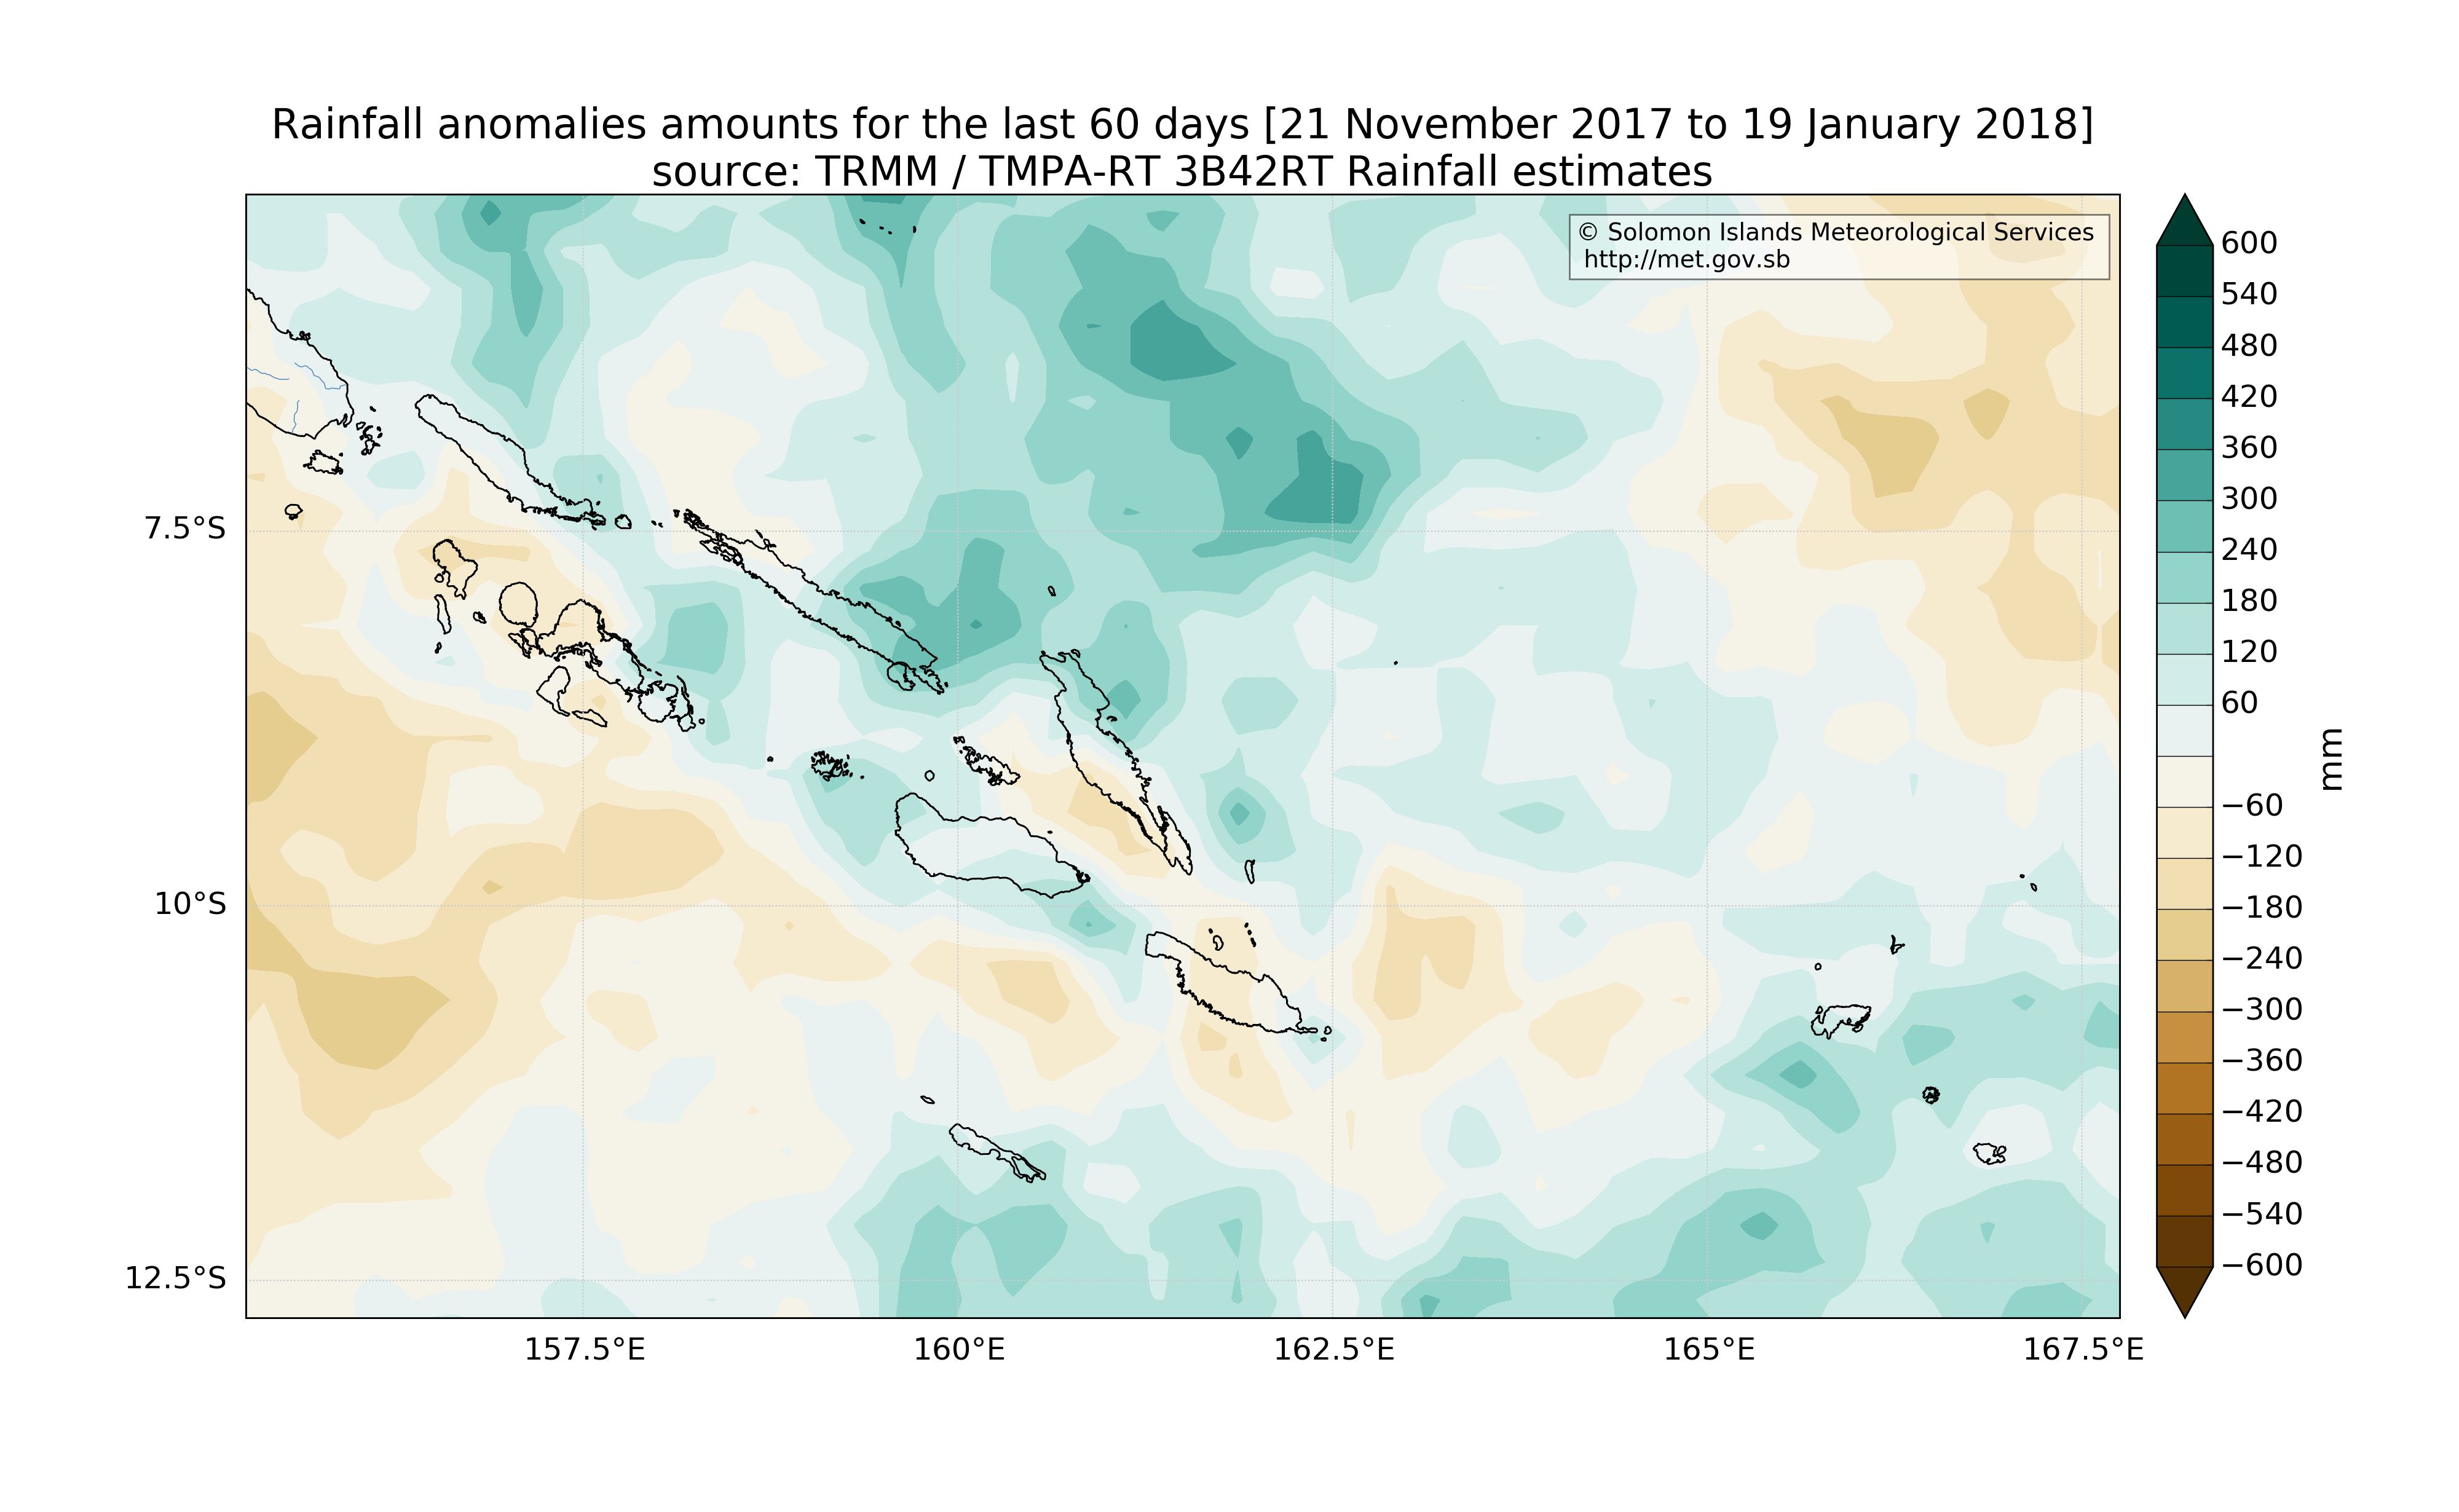 Rainfall anomalies amounts for the last 60 days [21 November 2017 to 19 January 2018]
source: TRMM / TMPA-RT 3B42RT Rainfall estimates
© Solomon Islands Meteorological Services
http://met.gov.sb
7.5°S
10°S
12.5°S
157.5°E
160°E
162.5°E
165°E
167.5°E
600
540
480
420
360
300
240
180
120
60
−60
−120
−180
−240
−300
−360
−420
−480
−540
−600
mm